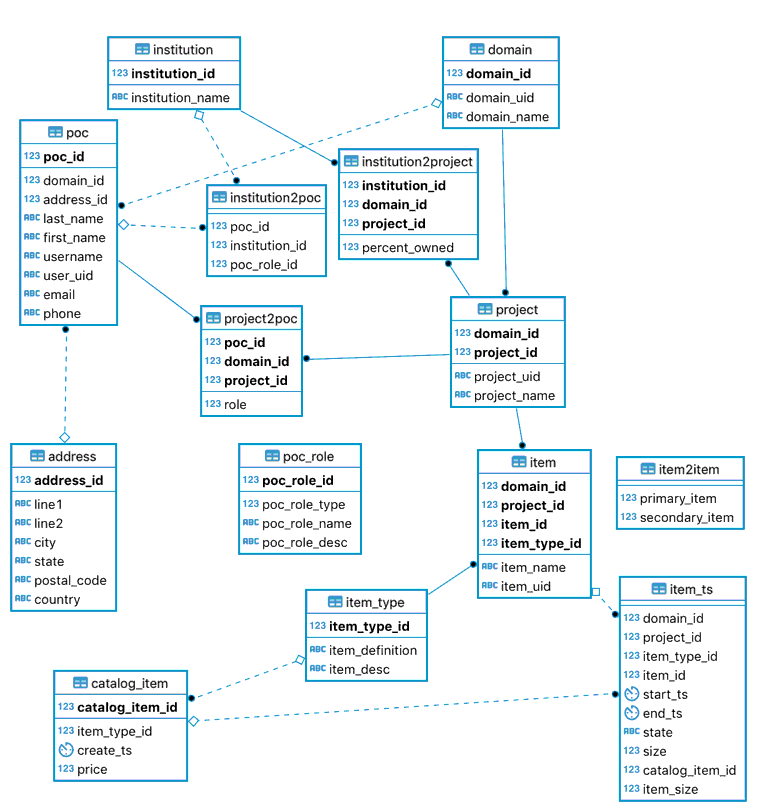 institution
123 institution_id
ABC institution_name
domain
123 domain_id
ABC domain_uid
ABC domain_name
poc
123 poc_id
123 domain_id
123 address_id
ABC last_name
ABC first_name
ABC username
ABC user_uid
ABC email
ABC phone
institution2project
123 institution_id
123 domain_id
123 project_id
123 percent_owned
institution2poc
123 poc_id
123 institution_id
123 poc_role_id
project2poc
123 poc_id
123 domain_id
123 project_id
123 role
project
123 domain_id
123 project_id
ABC project_uid
ABC project_name
address
123 address_id
ABC line1
ABC line2
ABC city
ABC state
ABC postal_code
ABC country
poc_role
123 poc_role_id
123 poc_role_type
ABC poc_role_name
ABC poc_role_desc
item
123 domain_id
123 project_id
123 item_id
123 item_type_id
ABC item_name
ABC item_uid
item2item
123 primary_item
123 secondary_item
item_type
123 item_type_id
ABC item_definition
ABC item_desc
item_ts
123 domain_id
123 project_id
123 item_type_id
123 item_id
start_ts
end_ts
ABC state
123 size
123 catalog_item_id
123 item_size
catalog_item
123 catalog_item_id
123 item_type_id
create_ts
123 price